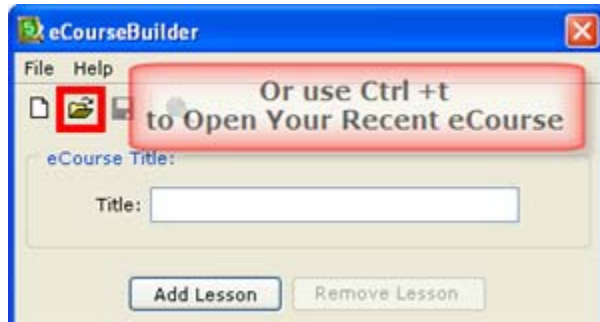 eCourseBuilder
File Help
Or use Ctrl +t
to Open Your Recent eCourse
eCourse Title:
Title:
Add Lesson Remove Lesson